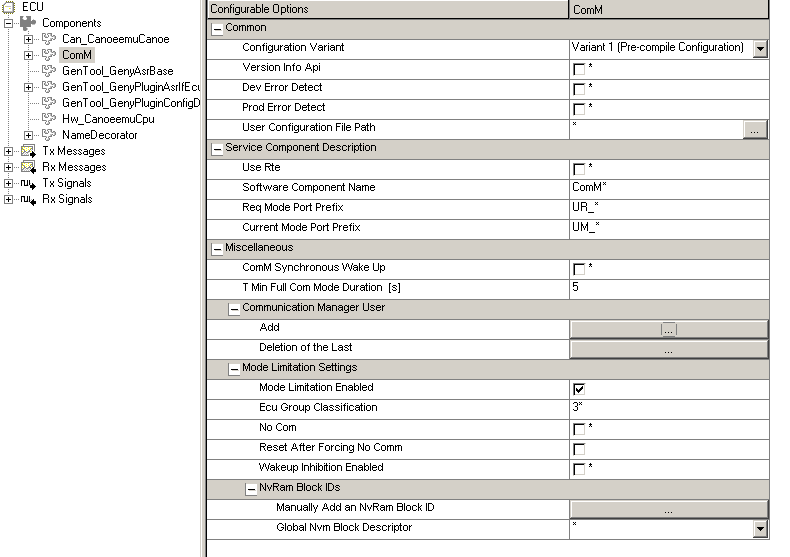 ECU
Components
Can_CanoeemuCanoe
ComM
GenTool_GenyAsrBase
GenTool_GenyPluginAsrIfEcu
GenTool_GenyPluginConfigD
Hw_CanoeemuCpu
NameDecorator
Tx Messages
Rx Messages
Tx Signals
Rx Signals
Configurable Options ComM
Common
Configuration Variant Variant 1 (Pre-compile Configuration)
Version Info Api *
Dev Error Detect *
Prod Error Detect *
User Configuration File Path * ...
Service Component Description
Use Rte *
Software Component Name ComM*
Req Mode Port Prefix UR_*
Current Mode Port Prefix UM_*
Miscellaneous
ComM Synchronous Wake Up *
T Min Full Com Mode Duration [s] 5
Communication Manager User
Add ...
Deletion of the Last ...
Mode Limitation Settings
Mode Limitation Enabled
Ecu Group Classification 3*
No Com *
Reset After Forcing No Comm
Wakeup Inhibition Enabled *
NvRam Block IDs
Manually Add an NvRam Block ID ...
Global Nvm Block Descriptor *